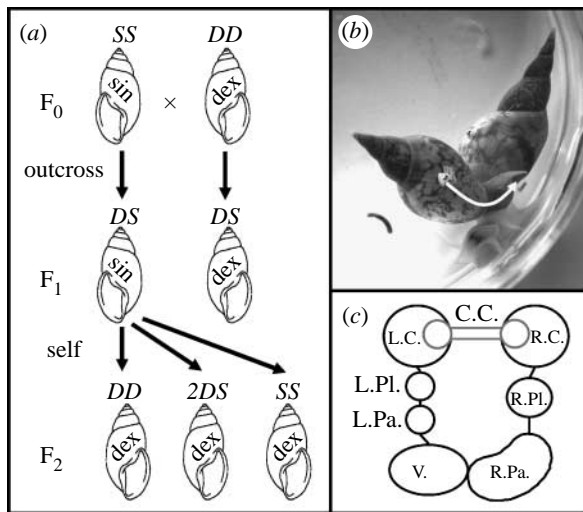 (a)
SS DD
F0 sin × dex
outcross
DS DS
F1 sin dex
self
DD 2DS SS
F2 dex dex dex
(b)
(c)
C.C.
L.C. R.C.
L.Pl. R.Pl.
L.Pa.
V. R.Pa.